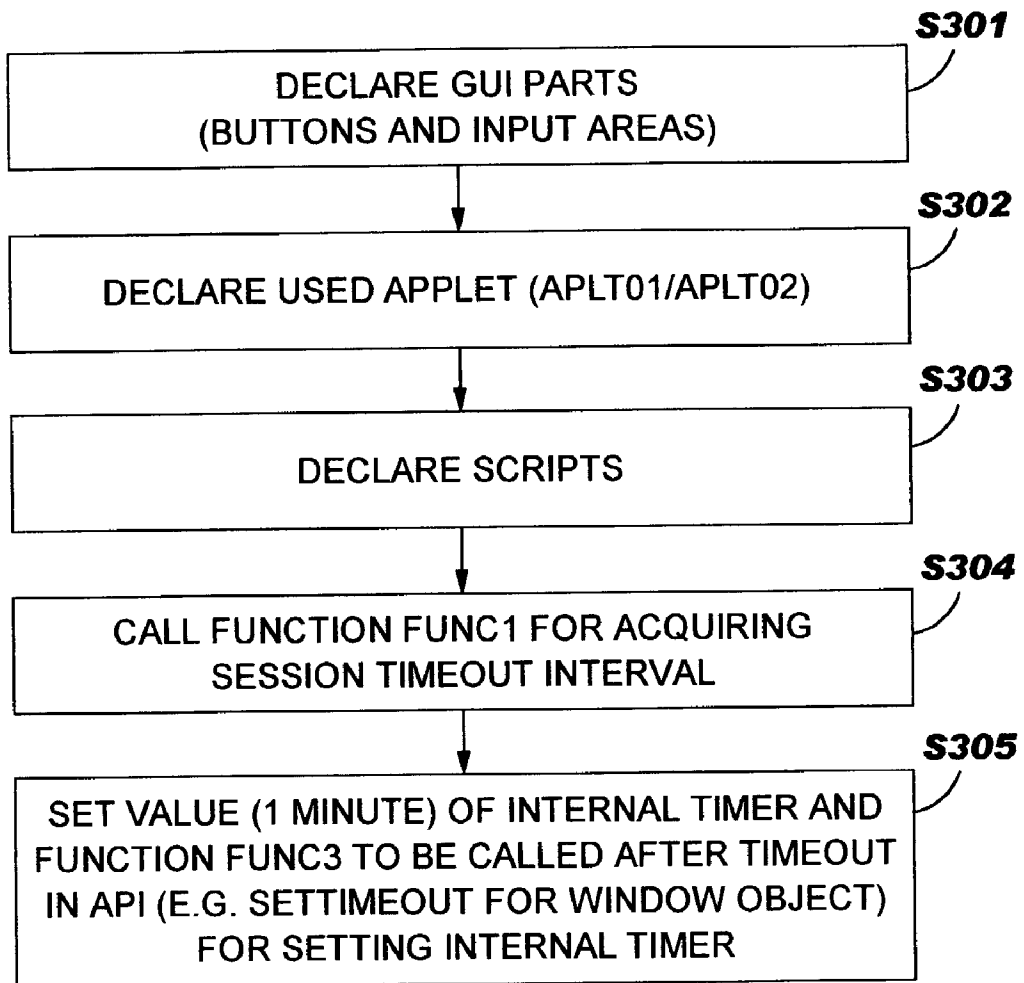 S301
DECLARE GUI PARTS
(BUTTONS AND INPUT AREAS)
S302
DECLARE USED APPLET (APLT01/APLT02)
S303
DECLARE SCRIPTS
S304
CALL FUNCTION FUNC1 FOR ACQUIRING
SESSION TIMEOUT INTERVAL
S305
SET VALUE (1 MINUTE) OF INTERNAL TIMER AND
FUNCTION FUNC3 TO BE CALLED AFTER TIMEOUT
IN API (E.G. SETTIMEOUT FOR WINDOW OBJECT)
FOR SETTING INTERNAL TIMER